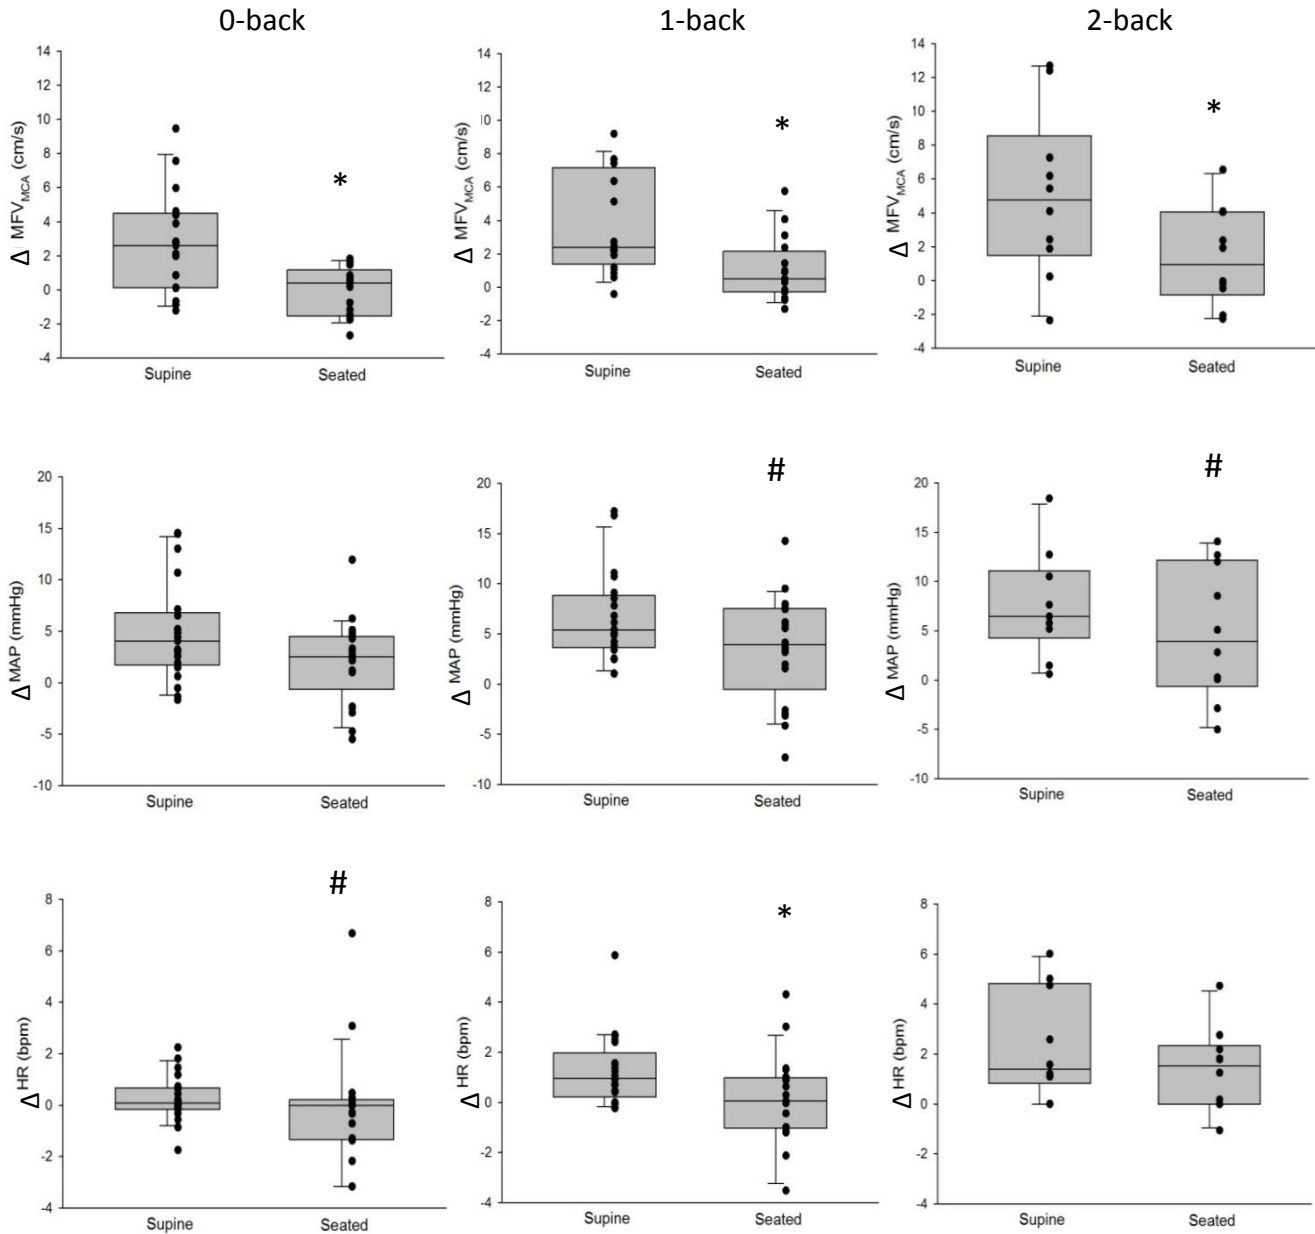 0-back 1-back 2-back
14 12 10 8 6 4 2 0 -2 -4
Δ MFV_MCA (cm/s)
*
Supine Seated
14 12 10 8 6 4 2 0 -2 -4
Δ MFV_MCA (cm/s)
*
Supine Seated
14 12 10 8 6 4 2 0 -2 -4
Δ MFV_MCA (cm/s)
*
Supine Seated
20 15 10 5 0 -5 -10
Δ MAP (mmHg)
Supine Seated
#
20 15 10 5 0 -5 -10
Δ MAP (mmHg)
Supine Seated
#
20 15 10 5 0 -5 -10
Δ MAP (mmHg)
Supine Seated
#
8 6 4 2 0 -2 -4
Δ HR (bpm)
Supine Seated
*
8 6 4 2 0 -2 -4
Δ HR (bpm)
Supine Seated
8 6 4 2 0 -2 -4
Δ HR (bpm)
Supine Seated